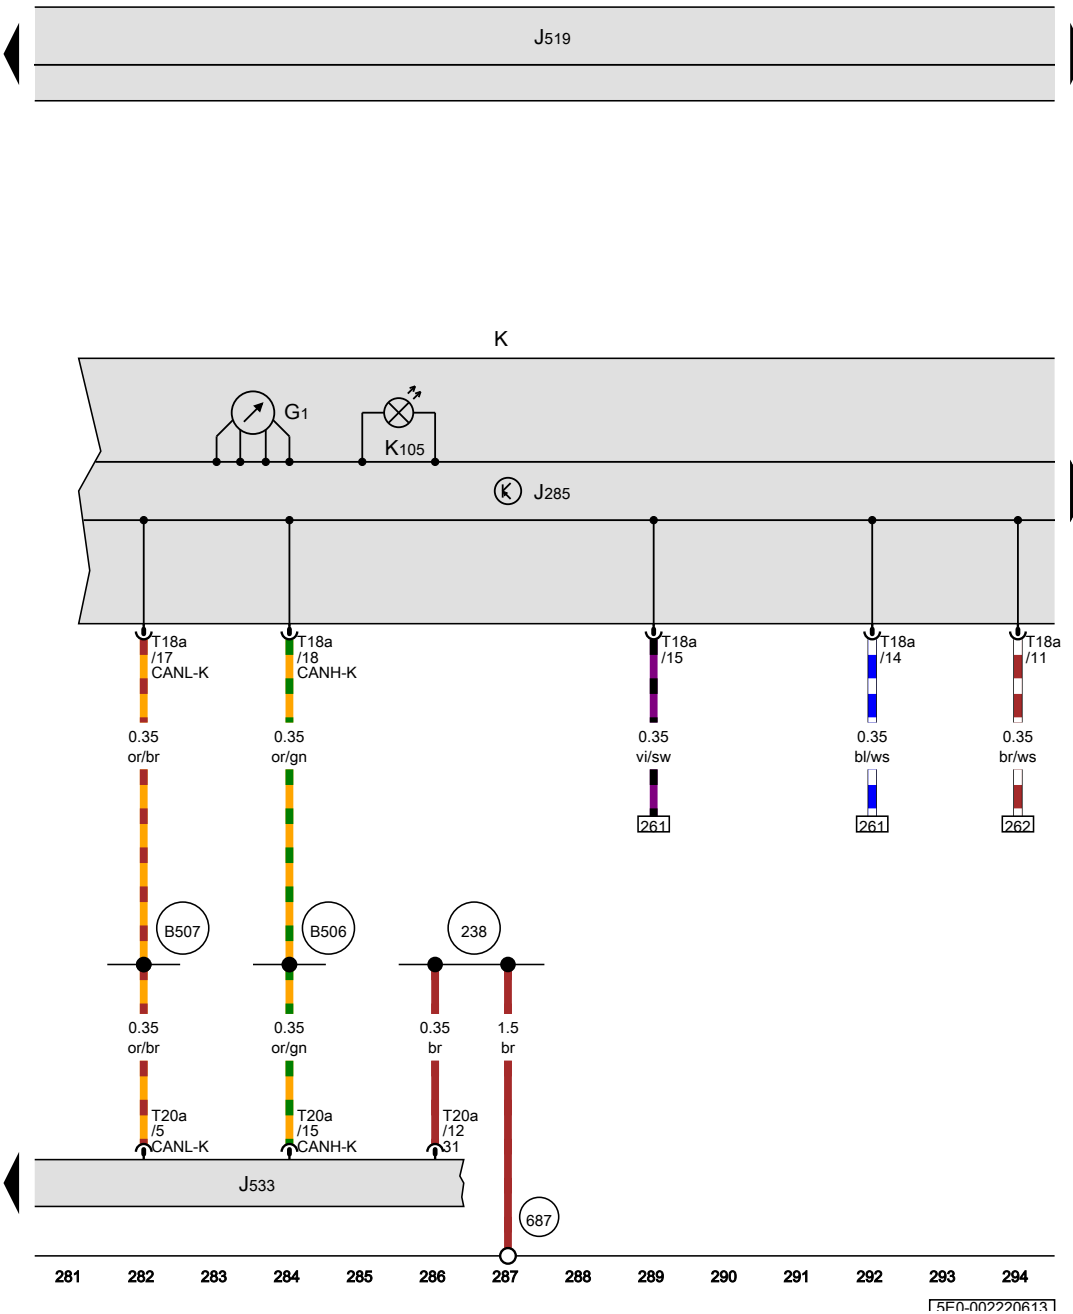 J519
K
G1
K105
J285
T18a
/17
CANL-K
T18a
/18
CANH-K
T18a
/15
T18a
/14
T18a
/11
0.35
or/br
0.35
or/gn
0.35
vi/sw
0.35
bl/ws
0.35
br/ws
261
261
262
B507
B506
238
0.35
or/br
0.35
or/gn
0.35
br
1.5
br
T20a
/5
CANL-K
T20a
/15
CANH-K
T20a
/12
31
J533
687
281 282 283 284 285 286 287 288 289 290 291 292 293 294
5E0-002220613